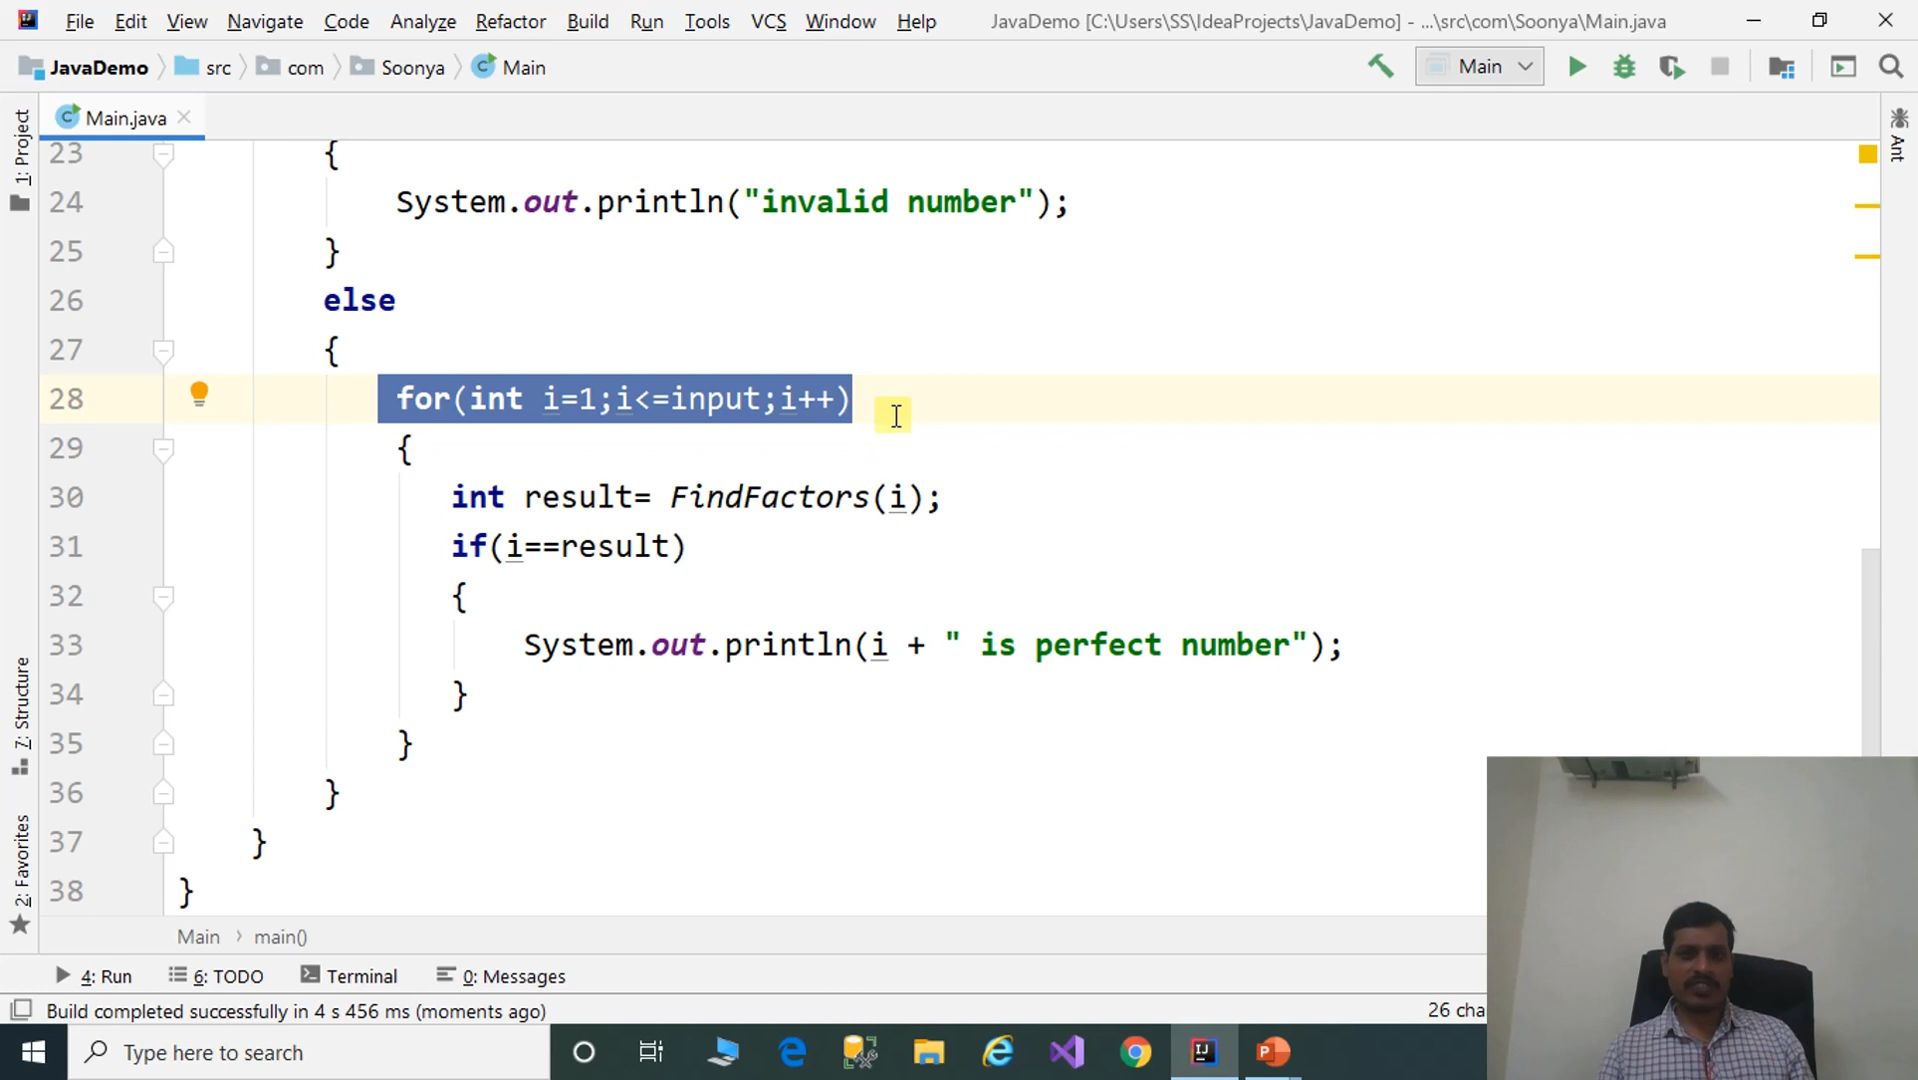 File Edit View Navigate Code Analyze Refactor Build Run Tools VCS Window Help JavaDemo [C:\Users\SS\IdeaProjects\JavaDemo] - ...\src\com\Soonya\Main.java
JavaDemo src com Soonya Main Main
Main.java
1: Project
Ant
23 {
24 System.out.println("invalid number");
25 }
26 else
27 {
28 for(int i=1;i<=input;i++)
29 {
30 int result= FindFactors(i);
31 if(i==result)
32 {
33 System.out.println(i + " is perfect number");
34 }
35 }
36 }
37 }
38 }
7: Structure
2: Favorites
Main main()
4: Run 6: TODO Terminal 0: Messages
Build completed successfully in 4 s 456 ms (moments ago) 26 cha
Type here to search